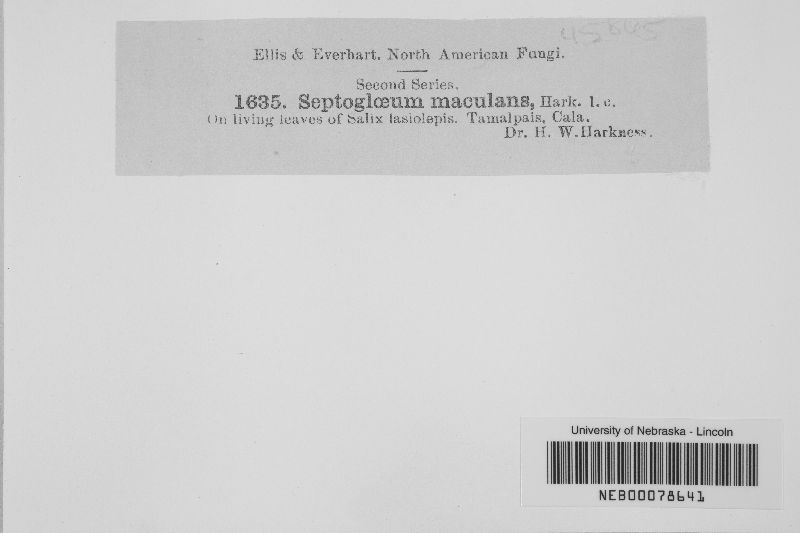 Ellis & Everhart. North American Fungi.
Second Series.
1635. Septoglœum maculans, Hark. l. c.
On living leaves of Salix lasiolepis. Tamalpais, Cala.
Dr. H. W. Harkness.
University of Nebraska - Lincoln
NEB00078641